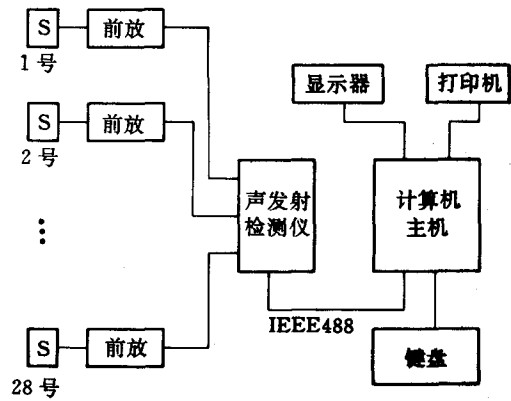 S
前放
1号
S
前放
2号
S
前放
28号
声发射
检测仪
IEEE488
显示器
打印机
计算机
主机
键盘